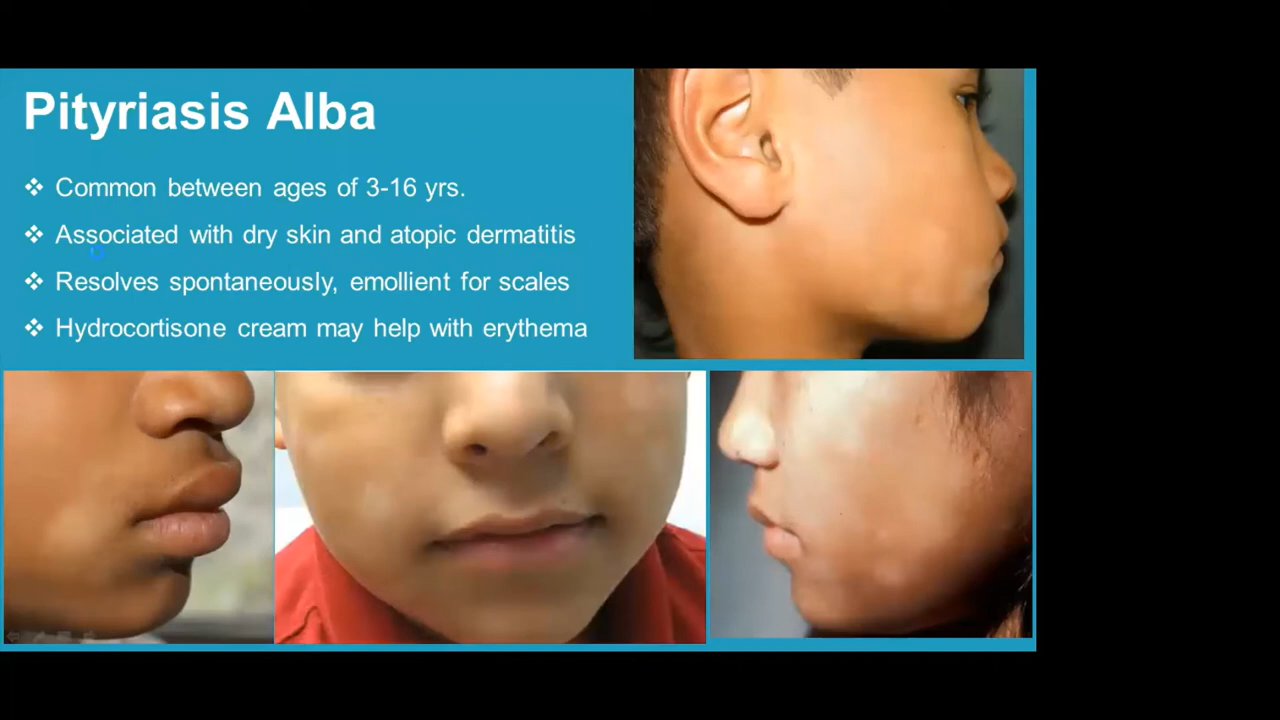 Pityriasis Alba
❖ Common between ages of 3-16 yrs.
❖ Associated with dry skin and atopic dermatitis
❖ Resolves spontaneously, emollient for scales
❖ Hydrocortisone cream may help with erythema